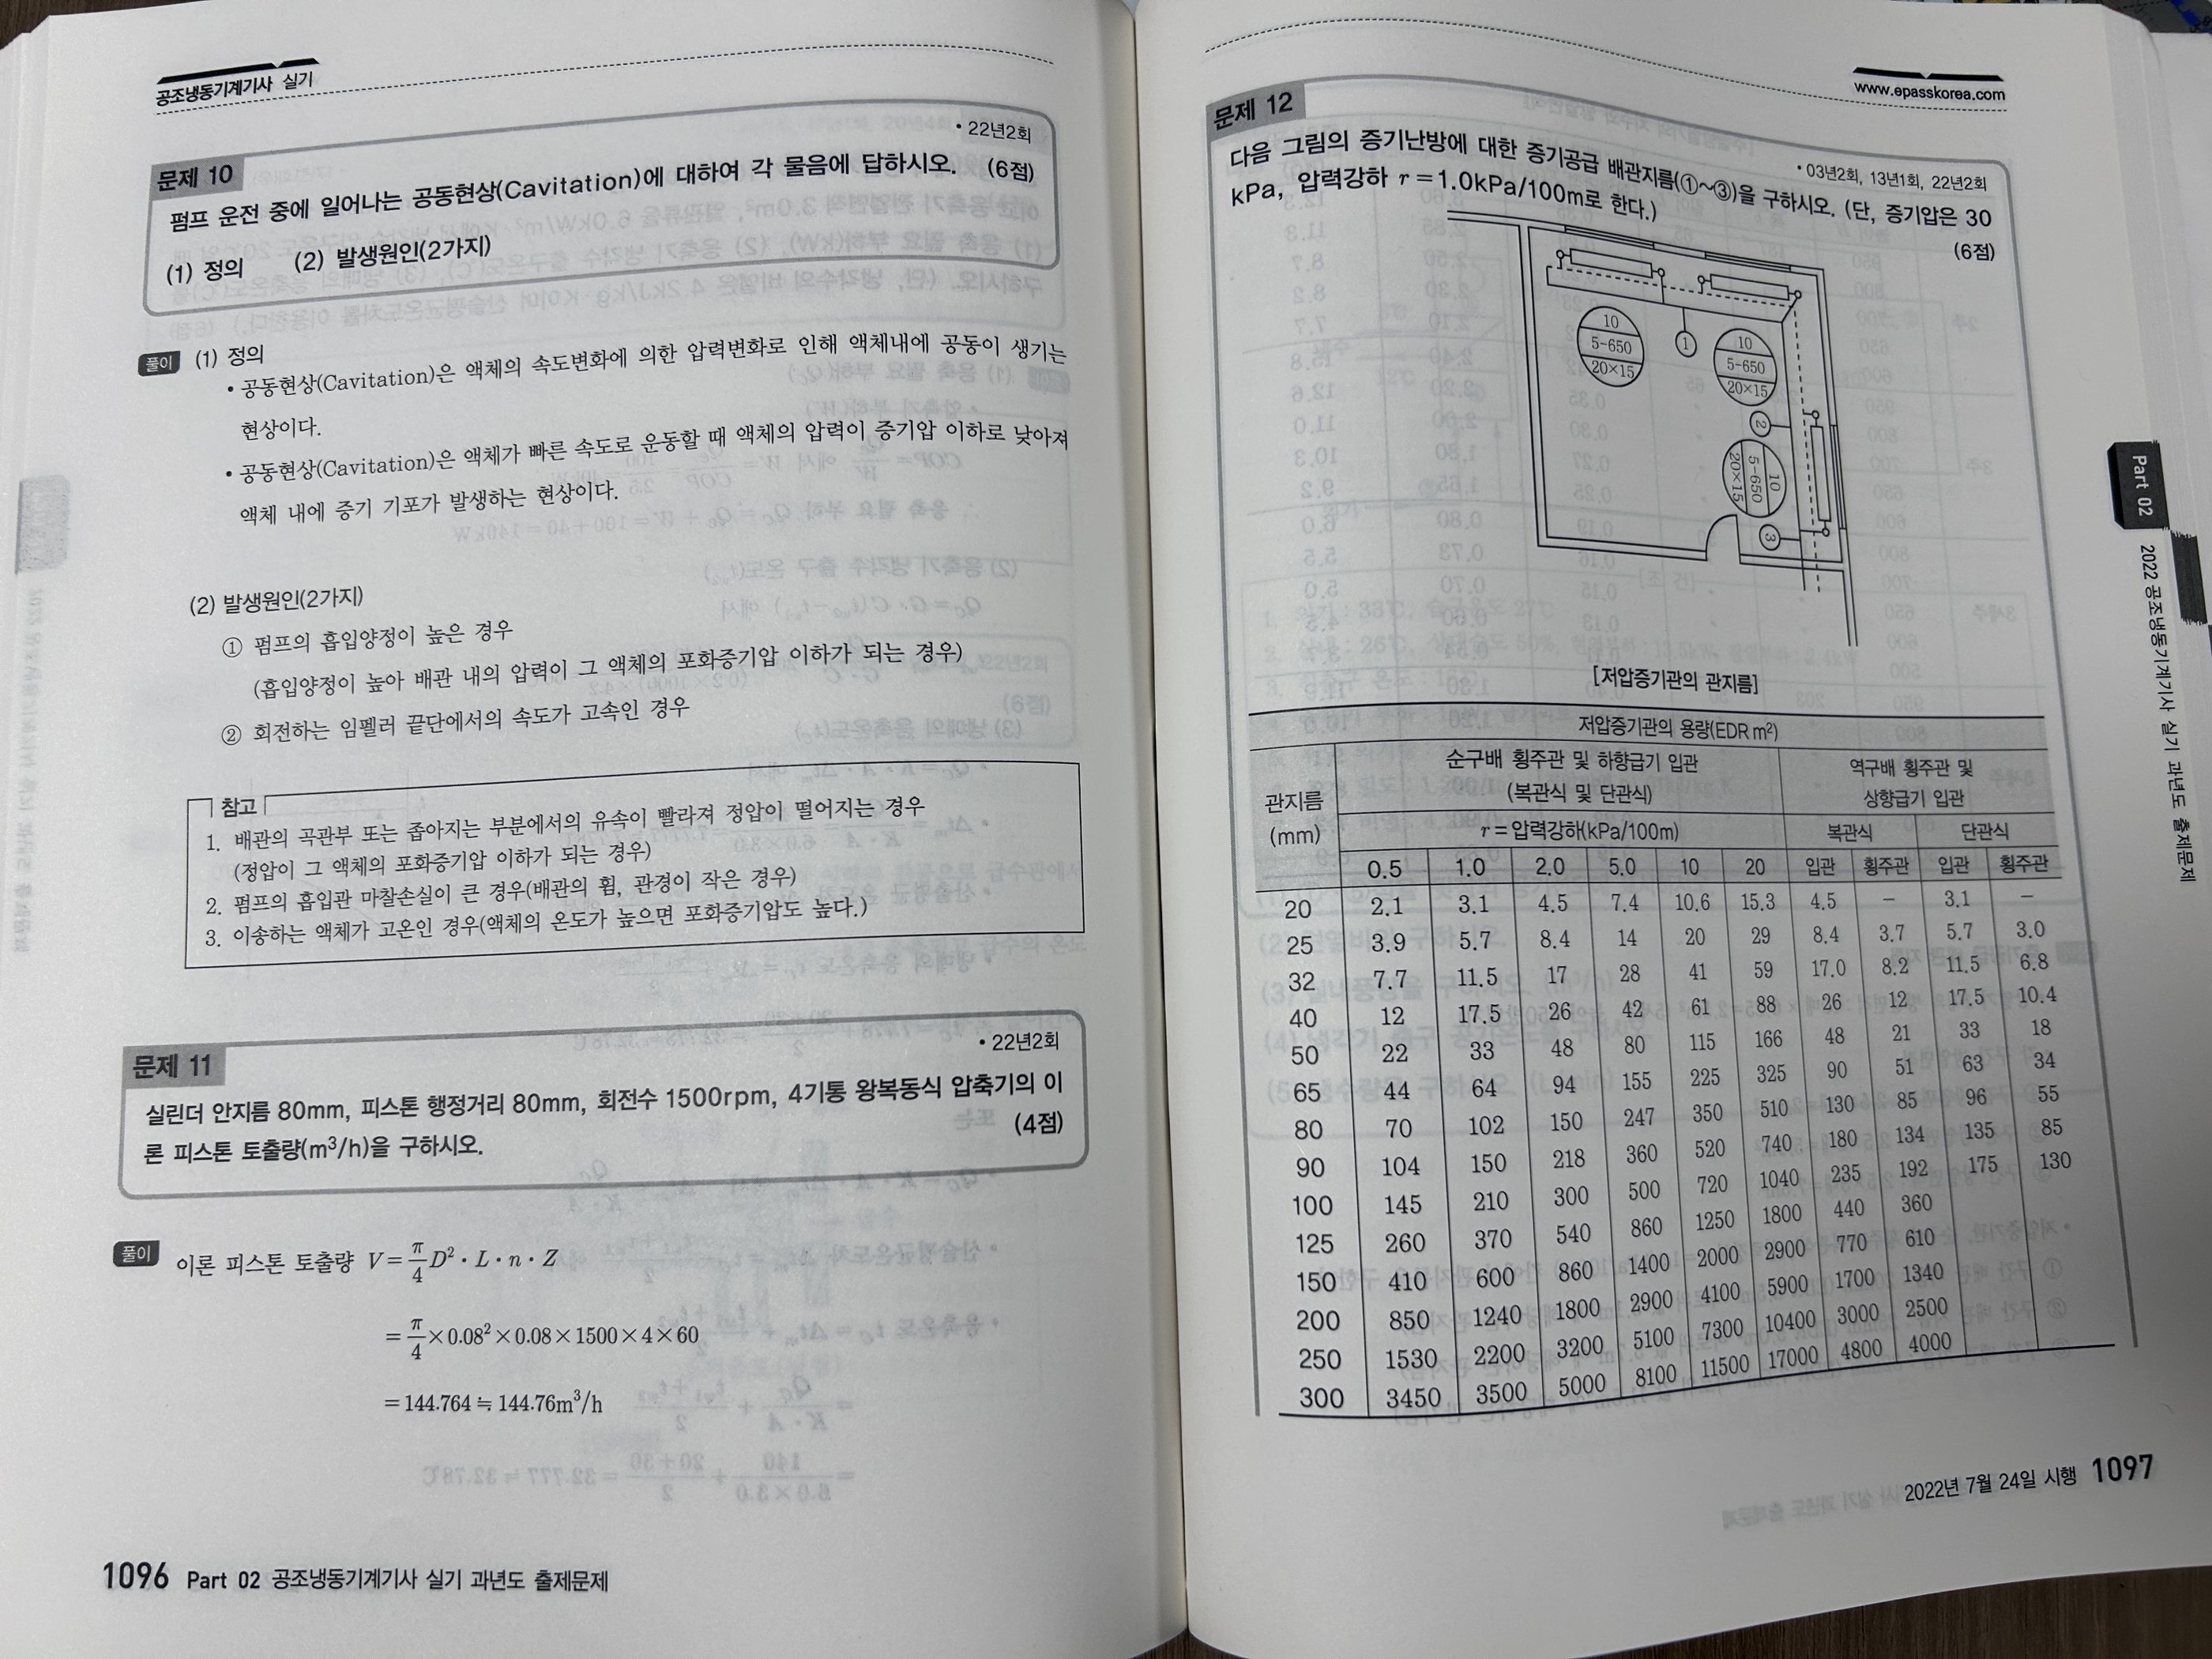 공조냉동기계기사 실기
문제 10
• 22년2회
펌프 운전 중에 일어나는 공동현상(Cavitation)에 대하여 각 물음에 답하시오. (6점)
(1) 정의 (2) 발생원인(2가지)
풀이 (1) 정의
• 공동현상(Cavitation)은 액체의 속도변화에 의한 압력변화로 인해 액체내에 공동이 생기는
현상이다.
• 공동현상(Cavitation)은 액체가 빠른 속도로 운동할 때 액체의 압력이 증기압 이하로 낮아져
액체 내에 증기 기포가 발생하는 현상이다.
(2) 발생원인(2가지)
① 펌프의 흡입양정이 높은 경우
(흡입양정이 높아 배관 내의 압력이 그 액체의 포화증기압 이하가 되는 경우)
② 회전하는 임펠러 끝단에서의 속도가 고속인 경우
참고
1. 배관의 곡관부 또는 좁아지는 부분에서의 유속이 빨라져 정압이 떨어지는 경우
(정압이 그 액체의 포화증기압 이하가 되는 경우)
2. 펌프의 흡입관 마찰손실이 큰 경우(배관의 휨, 관경이 작은 경우)
3. 이송하는 액체가 고온인 경우(액체의 온도가 높으면 포화증기압도 높다.)
문제 11
• 22년2회
실린더 안지름 80mm, 피스톤 행정거리 80mm, 회전수 1500rpm, 4기통 왕복동식 압축기의 이
론 피스톤 토출량(m³/h)을 구하시오. (4점)
풀이 이론 피스톤 토출량 V = π/4 D² · L · n · Z
= π/4 × 0.08² × 0.08 × 1500 × 4 × 60
= 144.764 ≒ 144.76m³/h
1096 Part 02 공조냉동기계기사 실기 과년도 출제문제
www.epasskorea.com
문제 12
• 03년2회, 13년1회, 22년2회
다음 그림의 증기난방에 대한 증기공급 배관지름(①~③)을 구하시오. (단, 증기압은 30
kPa, 압력강하 r = 1.0kPa/100m로 한다.) (6점)
10
5-650
20×15
①
10
5-650
20×15
②
10
5-650
20×15
③
[저압증기관의 관지름]
저압증기관의 용량(EDR m²)
관지름
(mm)
순구배 횡주관 및 하향급기 입관
(복관식 및 단관식)
역구배 횡주관 및
상향급기 입관
r = 압력강하(kPa/100m) 복관식 단관식
0.5 1.0 2.0 5.0 10 20 입관 횡주관 입관 횡주관
20 2.1 3.1 4.5 7.4 10.6 15.3 4.5 − 3.1 −
25 3.9 5.7 8.4 14 20 29 8.4 3.7 5.7 3.0
32 7.7 11.5 17 28 41 59 17.0 8.2 11.5 6.8
40 12 17.5 26 42 61 88 26 12 17.5 10.4
50 22 33 48 80 115 166 48 21 33 18
65 44 64 94 155 225 325 90 51 63 34
80 70 102 150 247 350 510 130 85 96 55
90 104 150 218 360 520 740 180 134 135 85
100 145 210 300 500 720 1040 235 192 175 130
125 260 370 540 860 1250 1800 440 360
150 410 600 860 1400 2000 2900 770 610
200 850 1240 1800 2900 4100 5900 1700 1340
250 1530 2200 3200 5100 7300 10400 3000 2500
300 3450 3500 5000 8100 11500 17000 4800 4000
2022년 7월 24일 시행 1097
Part 02
2022 공조냉동기계기사 실기 과년도 출제문제